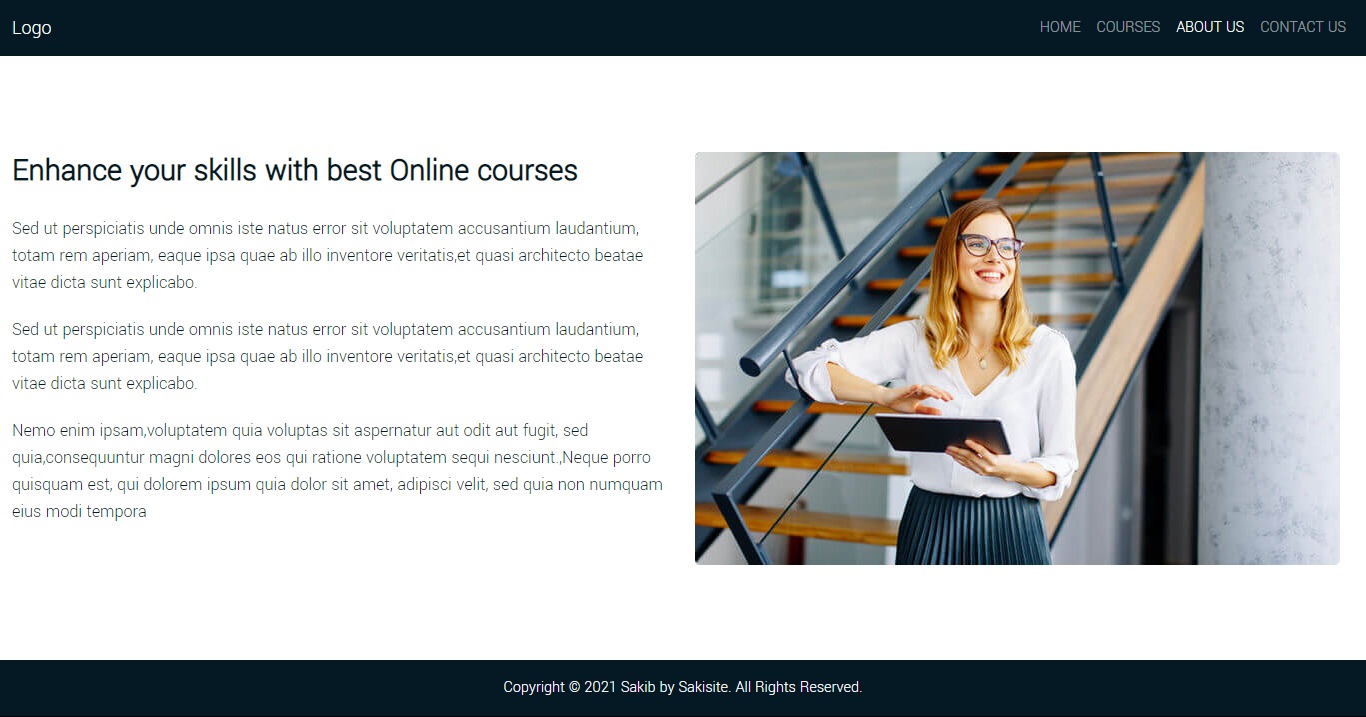 Logo
HOME COURSES ABOUT US CONTACT US
Enhance your skills with best Online courses
Sed ut perspiciatis unde omnis iste natus error sit voluptatem accusantium laudantium,
totam rem aperiam, eaque ipsa quae ab illo inventore veritatis,et quasi architecto beatae
vitae dicta sunt explicabo.
Sed ut perspiciatis unde omnis iste natus error sit voluptatem accusantium laudantium,
totam rem aperiam, eaque ipsa quae ab illo inventore veritatis,et quasi architecto beatae
vitae dicta sunt explicabo.
Nemo enim ipsam,voluptatem quia voluptas sit aspernatur aut odit aut fugit, sed
quia,consequuntur magni dolores eos qui ratione voluptatem sequi nesciunt.,Neque porro
quisquam est, qui dolorem ipsum quia dolor sit amet, adipisci velit, sed quia non numquam
eius modi tempora
Copyright © 2021 Sakib by Sakisite. All Rights Reserved.